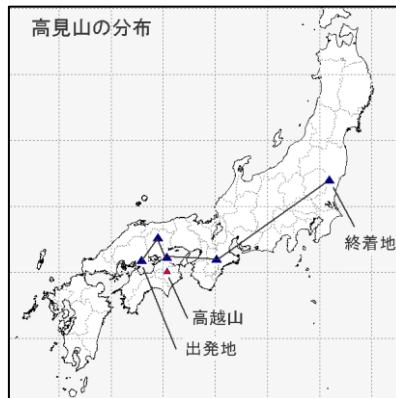 高見山の分布
終着地
高越山
出発地